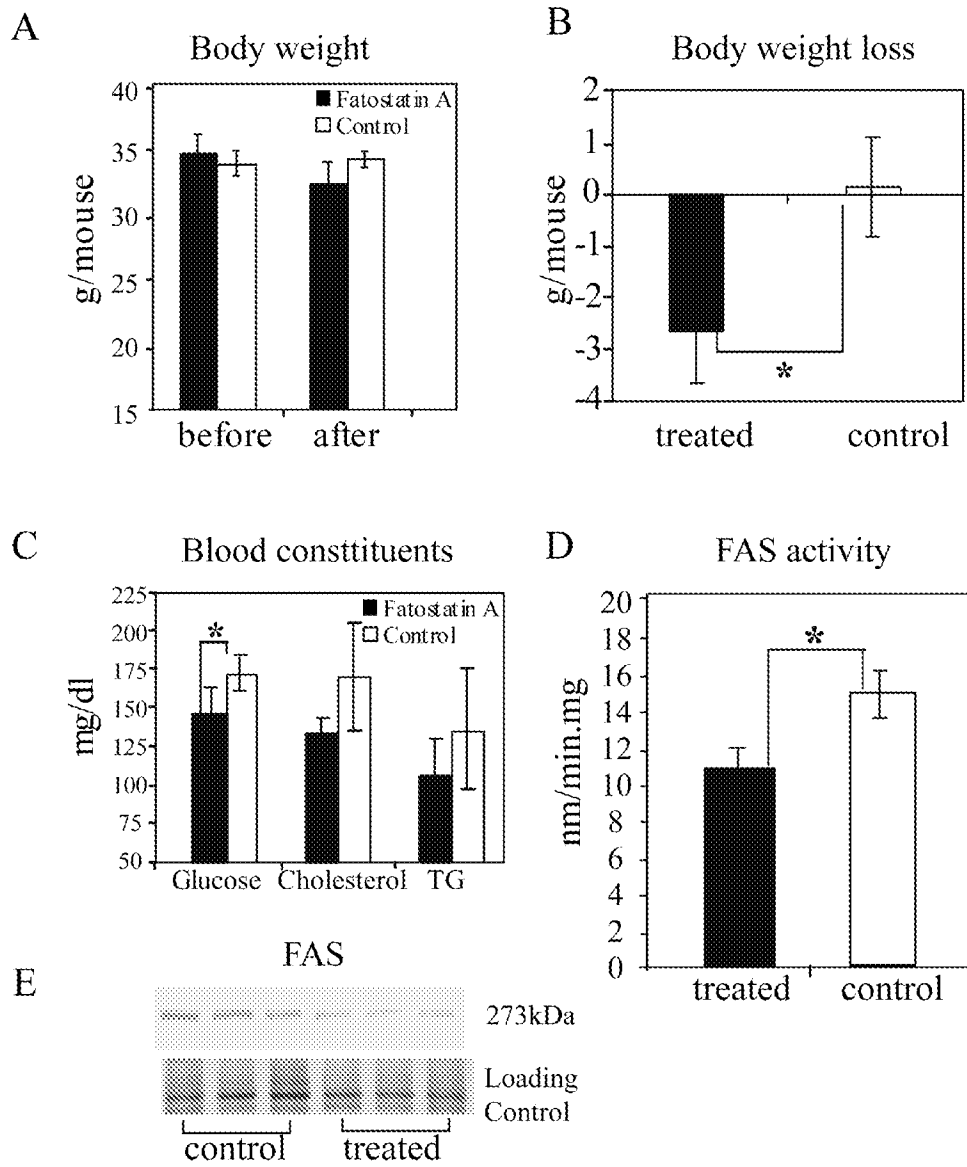 A
Body weight
g/mouse
40
35
30
25
20
15
Fatostatin A
Control
before after
B
Body weight loss
g/mouse
2
1
0
-1
-2
-3
-4
*
treated control
C
Blood consttituents
mg/dl
225
200
175
150
125
100
75
50
Fatostatin A
Control
*
Glucose Cholesterol TG
D
FAS activity
nm/min.mg
20
18
16
14
12
10
8
6
4
2
0
*
treated control
E
FAS
273kDa
Loading
Control
control treated